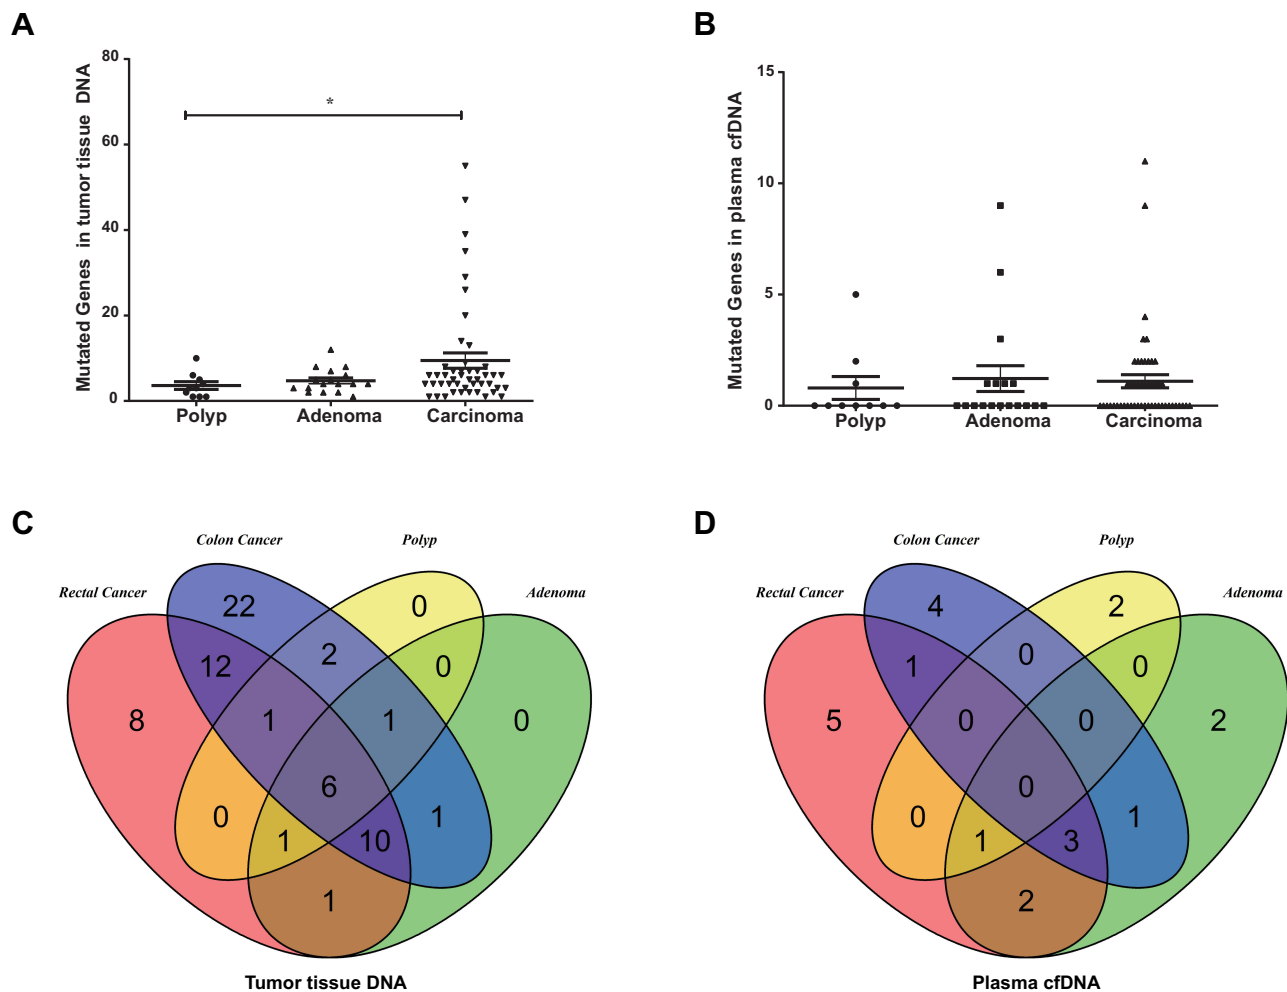 A
Mutated Genes in tumor tissue DNA
80
60
40
20
0
*
Polyp
Adenoma
Carcinoma
B
Mutated Genes in plasma cfDNA
15
10
5
0
Polyp
Adenoma
Carcinoma
C
Rectal Cancer
Colon Cancer
Polyp
Adenoma
22
0
12
2
0
8
1
1
0
6
0
1
10
1
1
Tumor tissue DNA
D
Rectal Cancer
Colon Cancer
Polyp
Adenoma
4
2
1
0
0
5
0
0
2
0
0
1
3
1
2
Plasma cfDNA